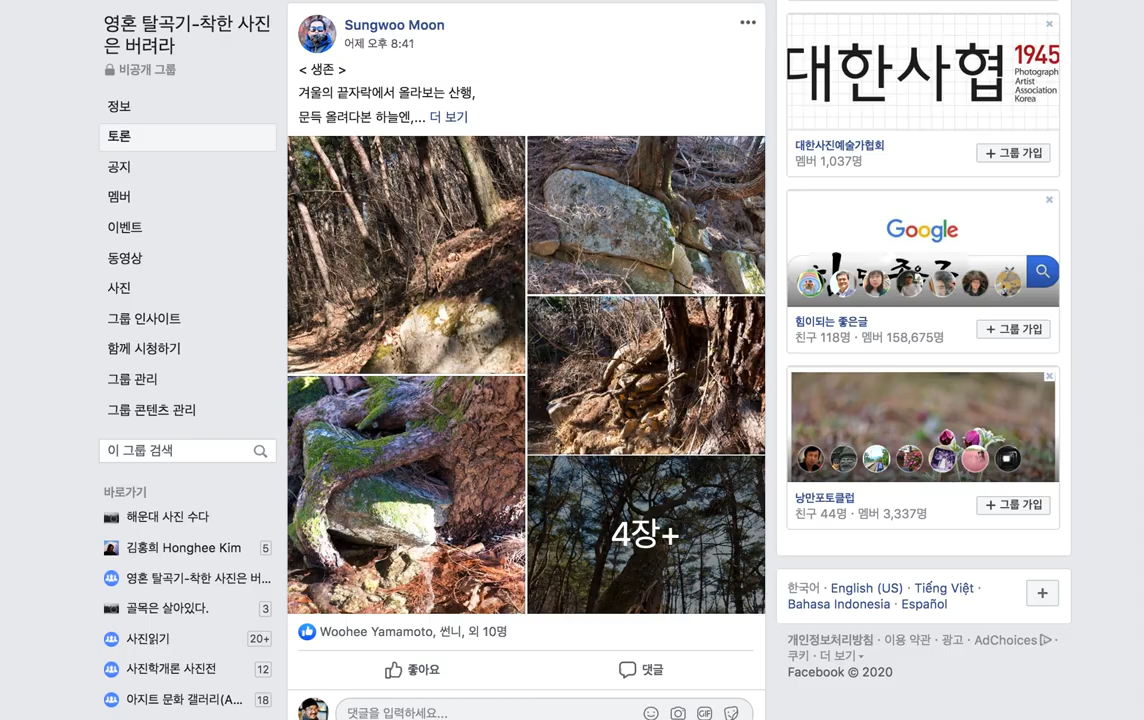 영혼 탈곡기-착한 사진
은 버려라
비공개 그룹
정보
토론
공지
멤버
이벤트
동영상
사진
그룹 인사이트
함께 시청하기
그룹 관리
그룹 콘텐츠 관리
이 그룹 검색
바로가기
해운대 사진 수다
김홍희 Honghee Kim 5
영혼 탈곡기-착한 사진은 버...
골목은 살아있다. 3
사진읽기 20+
사진학개론 사진전 12
아지트 문화 갤러리(A... 18
Sungwoo Moon
어제 오후 8:41
< 생존 >
겨울의 끝자락에서 올라보는 산행,
문득 올려다본 하늘엔,... 더 보기
4장+
Woohee Yamamoto, 썬니, 외 10명
좋아요 댓글
댓글을 입력하세요...
GIF
대한사협
1945
Photograph
Artist
Association
Korea
대한사진예술가협회
멤버 1,037명
+ 그룹 가입
Google
힘이되는 좋은글
친구 118명 · 멤버 158,675명
+ 그룹 가입
낭만포토클럽
친구 44명 · 멤버 3,337명
+ 그룹 가입
한국어 · English (US) · Tiếng Việt ·
Bahasa Indonesia · Español
개인정보처리방침 · 이용 약관 · 광고 · AdChoices ·
쿠키 · 더 보기
Facebook © 2020